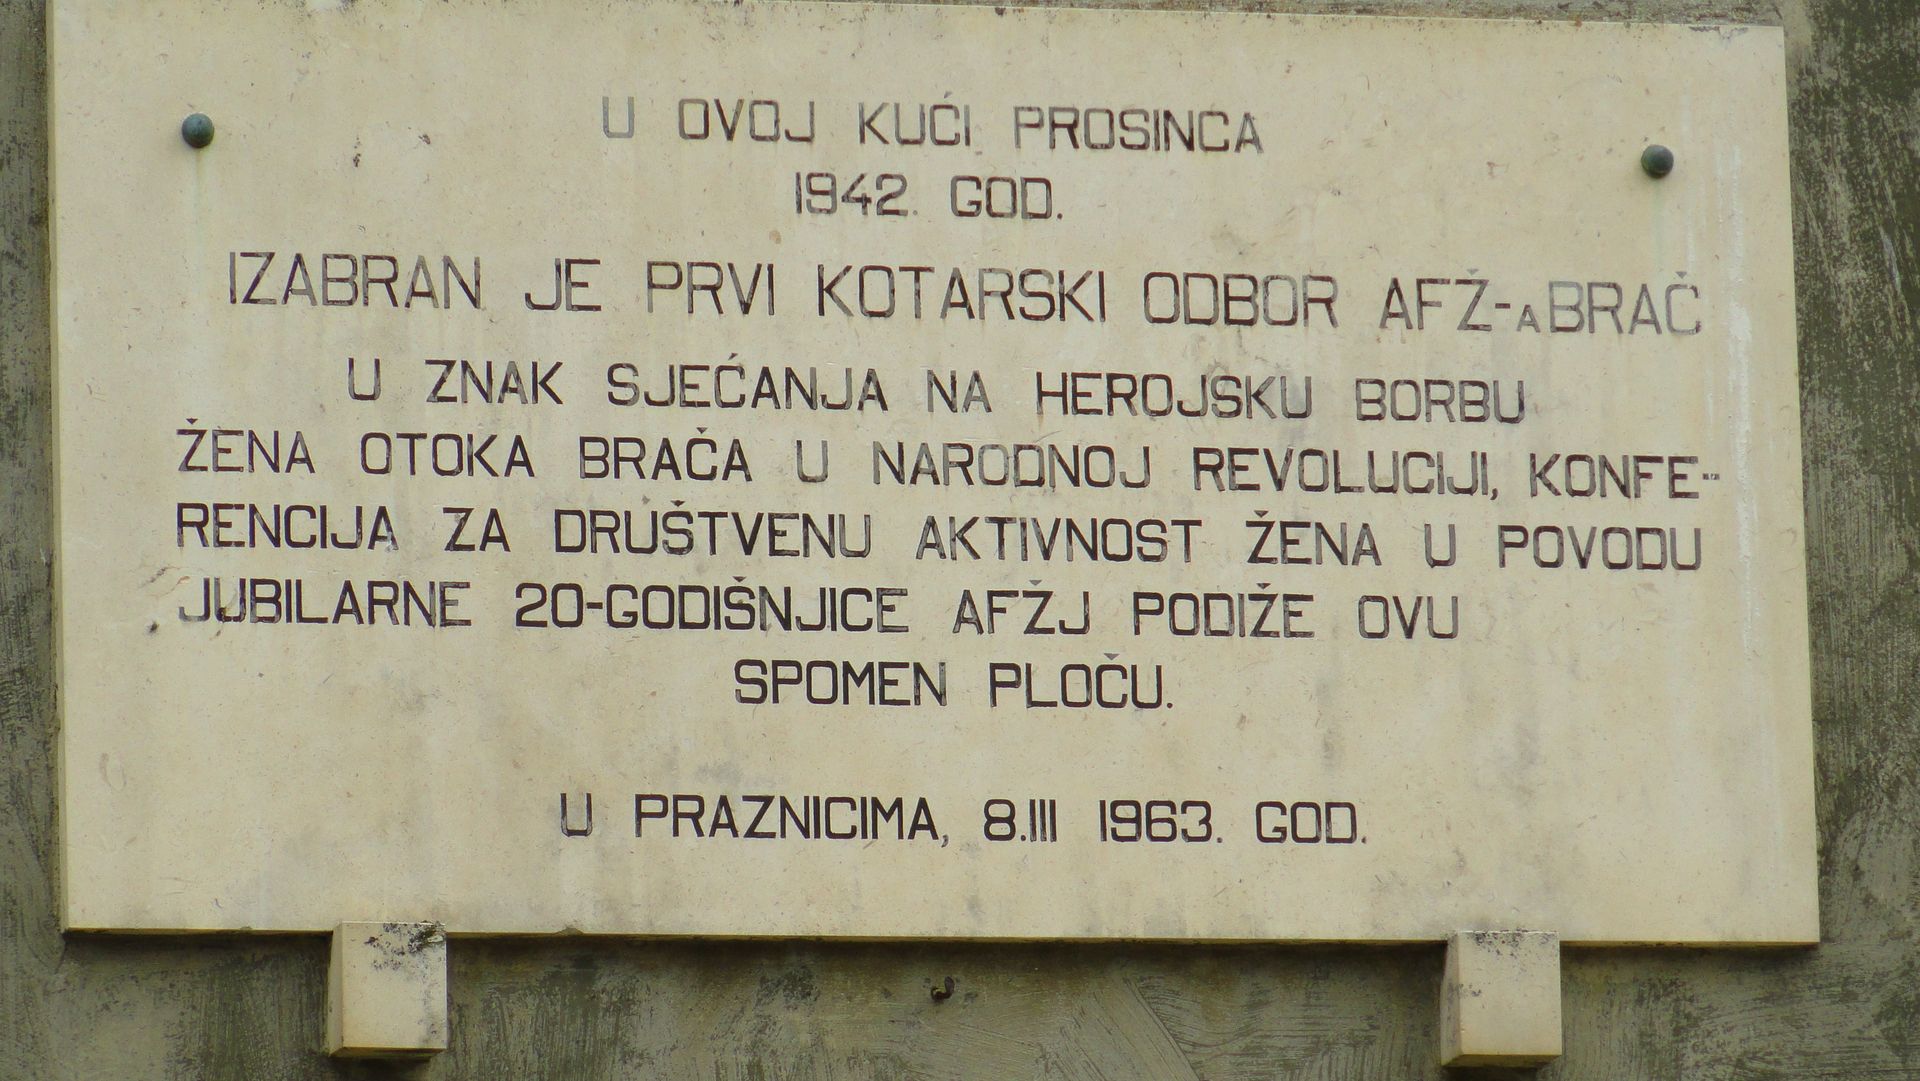 U OVOJ KUĆI PROSINCA
1942. GOD.
IZABRAN JE PRVI KOTARSKI ODBOR AFŽ-A BRAČ
U ZNAK SJEĆANJA NA HEROJSKU BORBU
ŽENA OTOKA BRAČA U NARODNOJ REVOLUCIJI, KONFE-
RENCIJA ZA DRUŠTVENU AKTIVNOST ŽENA U POVODU
JUBILARNE 20-GODIŠNJICE AFŽJ PODIŽE OVU
SPOMEN PLOČU.
U PRAZNICIMA, 8.III 1963. GOD.